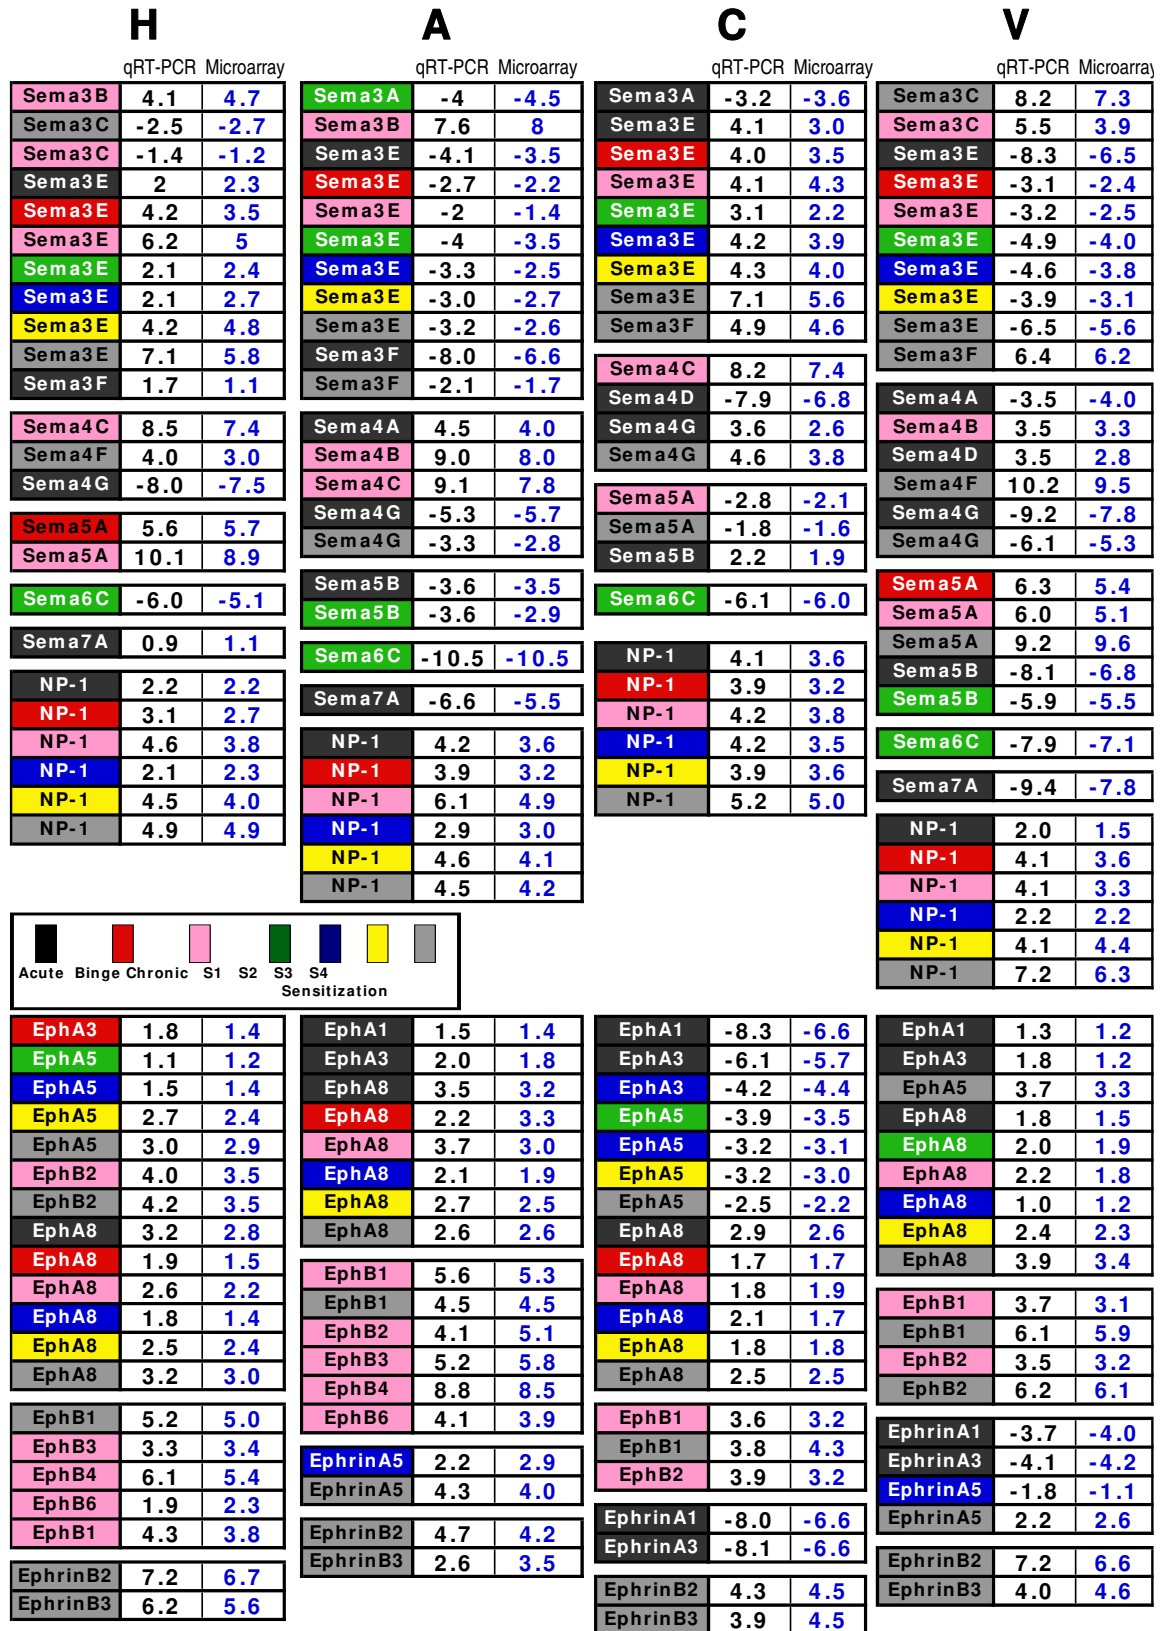 H
qRT-PCR Microarray
Sema3B 4.1 4.7
Sema3C -2.5 -2.7
Sema3C -1.4 -1.2
Sema3E 2 2.3
Sema3E 4.2 3.5
Sema3E 6.2 5
Sema3E 2.1 2.4
Sema3E 2.1 2.7
Sema3E 4.2 4.8
Sema3E 7.1 5.8
Sema3F 1.7 1.1
Sema4C 8.5 7.4
Sema4F 4.0 3.0
Sema4G -8.0 -7.5
Sema5A 5.6 5.7
Sema5A 10.1 8.9
Sema6C -6.0 -5.1
Sema7A 0.9 1.1
NP-1 2.2 2.2
NP-1 3.1 2.7
NP-1 4.6 3.8
NP-1 2.1 2.3
NP-1 4.5 4.0
NP-1 4.9 4.9
A
qRT-PCR Microarray
Sema3A -4 -4.5
Sema3B 7.6 8
Sema3E -4.1 -3.5
Sema3E -2.7 -2.2
Sema3E -2 -1.4
Sema3E -4 -3.5
Sema3E -3.3 -2.5
Sema3E -3.0 -2.7
Sema3E -3.2 -2.6
Sema3F -8.0 -6.6
Sema3F -2.1 -1.7
Sema4A 4.5 4.0
Sema4B 9.0 8.0
Sema4C 9.1 7.8
Sema4G -5.3 -5.7
Sema4G -3.3 -2.8
Sema5B -3.6 -3.5
Sema5B -3.6 -2.9
Sema6C -10.5 -10.5
Sema7A -6.6 -5.5
NP-1 4.2 3.6
NP-1 3.9 3.2
NP-1 6.1 4.9
NP-1 2.9 3.0
NP-1 4.6 4.1
NP-1 4.5 4.2
C
qRT-PCR Microarray
Sema3A -3.2 -3.6
Sema3E 4.1 3.0
Sema3E 4.0 3.5
Sema3E 4.1 4.3
Sema3E 3.1 2.2
Sema3E 4.2 3.9
Sema3E 4.3 4.0
Sema3E 7.1 5.6
Sema3F 4.9 4.6
Sema4C 8.2 7.4
Sema4D -7.9 -6.8
Sema4G 3.6 2.6
Sema4G 4.6 3.8
Sema5A -2.8 -2.1
Sema5A -1.8 -1.6
Sema5B 2.2 1.9
Sema6C -6.1 -6.0
NP-1 4.1 3.6
NP-1 3.9 3.2
NP-1 4.2 3.8
NP-1 4.2 3.5
NP-1 3.9 3.6
NP-1 5.2 5.0
V
qRT-PCR Microarray
Sema3C 8.2 7.3
Sema3C 5.5 3.9
Sema3E -8.3 -6.5
Sema3E -3.1 -2.4
Sema3E -3.2 -2.5
Sema3E -4.9 -4.0
Sema3E -4.6 -3.8
Sema3E -3.9 -3.1
Sema3E -6.5 -5.6
Sema3F 6.4 6.2
Sema4A -3.5 -4.0
Sema4B 3.5 3.3
Sema4D 3.5 2.8
Sema4F 10.2 9.5
Sema4G -9.2 -7.8
Sema4G -6.1 -5.3
Sema5A 6.3 5.4
Sema5A 6.0 5.1
Sema5A 9.2 9.6
Sema5B -8.1 -6.8
Sema5B -5.9 -5.5
Sema6C -7.9 -7.1
Sema7A -9.4 -7.8
NP-1 2.0 1.5
NP-1 4.1 3.6
NP-1 4.1 3.3
NP-1 2.2 2.2
NP-1 4.1 4.4
NP-1 7.2 6.3
Acute Binge Chronic S1 S2 S3 S4
Sensitization
EphA3 1.8 1.4
EphA5 1.1 1.2
EphA5 1.5 1.4
EphA5 2.7 2.4
EphA5 3.0 2.9
EphB2 4.0 3.5
EphB2 4.2 3.5
EphA8 3.2 2.8
EphA8 1.9 1.5
EphA8 2.6 2.2
EphA8 1.8 1.4
EphA8 2.5 2.4
EphA8 3.2 3.0
EphB1 5.2 5.0
EphB3 3.3 3.4
EphB4 6.1 5.4
EphB6 1.9 2.3
EphB1 4.3 3.8
EphrinB2 7.2 6.7
EphrinB3 6.2 5.6
EphA1 1.5 1.4
EphA3 2.0 1.8
EphA8 3.5 3.2
EphA8 2.2 3.3
EphA8 3.7 3.0
EphA8 2.1 1.9
EphA8 2.7 2.5
EphA8 2.6 2.6
EphB1 5.6 5.3
EphB1 4.5 4.5
EphB2 4.1 5.1
EphB3 5.2 5.8
EphB4 8.8 8.5
EphB6 4.1 3.9
EphrinA5 2.2 2.9
EphrinA5 4.3 4.0
EphrinB2 4.7 4.2
EphrinB3 2.6 3.5
EphA1 -8.3 -6.6
EphA3 -6.1 -5.7
EphA3 -4.2 -4.4
EphA5 -3.9 -3.5
EphA5 -3.2 -3.1
EphA5 -3.2 -3.0
EphA5 -2.5 -2.2
EphA8 2.9 2.6
EphA8 1.7 1.7
EphA8 1.8 1.9
EphA8 2.1 1.7
EphA8 1.8 1.8
EphA8 2.5 2.5
EphB1 3.6 3.2
EphB1 3.8 4.3
EphB2 3.9 3.2
EphrinA1 -8.0 -6.6
EphrinA3 -8.1 -6.6
EphrinB2 4.3 4.5
EphrinB3 3.9 4.5
EphA1 1.3 1.2
EphA3 1.8 1.2
EphA5 3.7 3.3
EphA8 1.8 1.5
EphA8 2.0 1.9
EphA8 2.2 1.8
EphA8 1.0 1.2
EphA8 2.4 2.3
EphA8 3.9 3.4
EphB1 3.7 3.1
EphB1 6.1 5.9
EphB2 3.5 3.2
EphB2 6.2 6.1
EphrinA1 -3.7 -4.0
EphrinA3 -4.1 -4.2
EphrinA5 -1.8 -1.1
EphrinA5 2.2 2.6
EphrinB2 7.2 6.6
EphrinB3 4.0 4.6